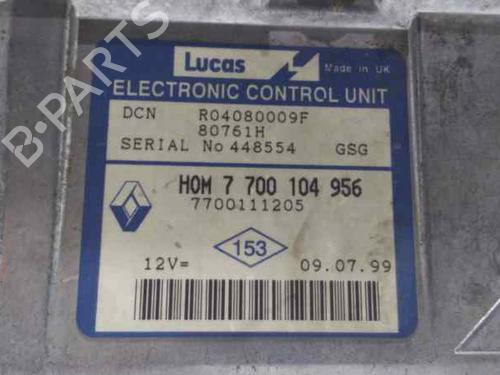 Lucas
Made in UK
ELECTRONIC CONTROL UNIT
DCN R04080009F
80761H
SERIAL No 448554 GSG
HOM 7 700 104 956
7700111205
153
12V= 09.07.99
B-PARTS